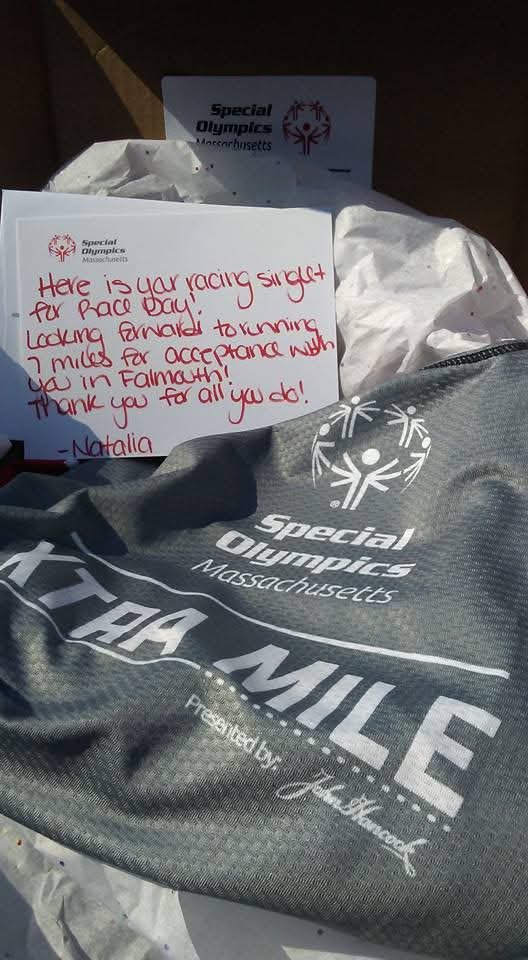 Special
Olympics
Massachusetts
Special
Olympics
Massachusetts
Here is your racing singlet
for Race Day!
Looking forward to running
7 miles for acceptance with
you in Falmouth!
Thank you for all you do!
-Natalia
Special
Olympics
Massachusetts
XTRA MILE
Presented by:
John Hancock